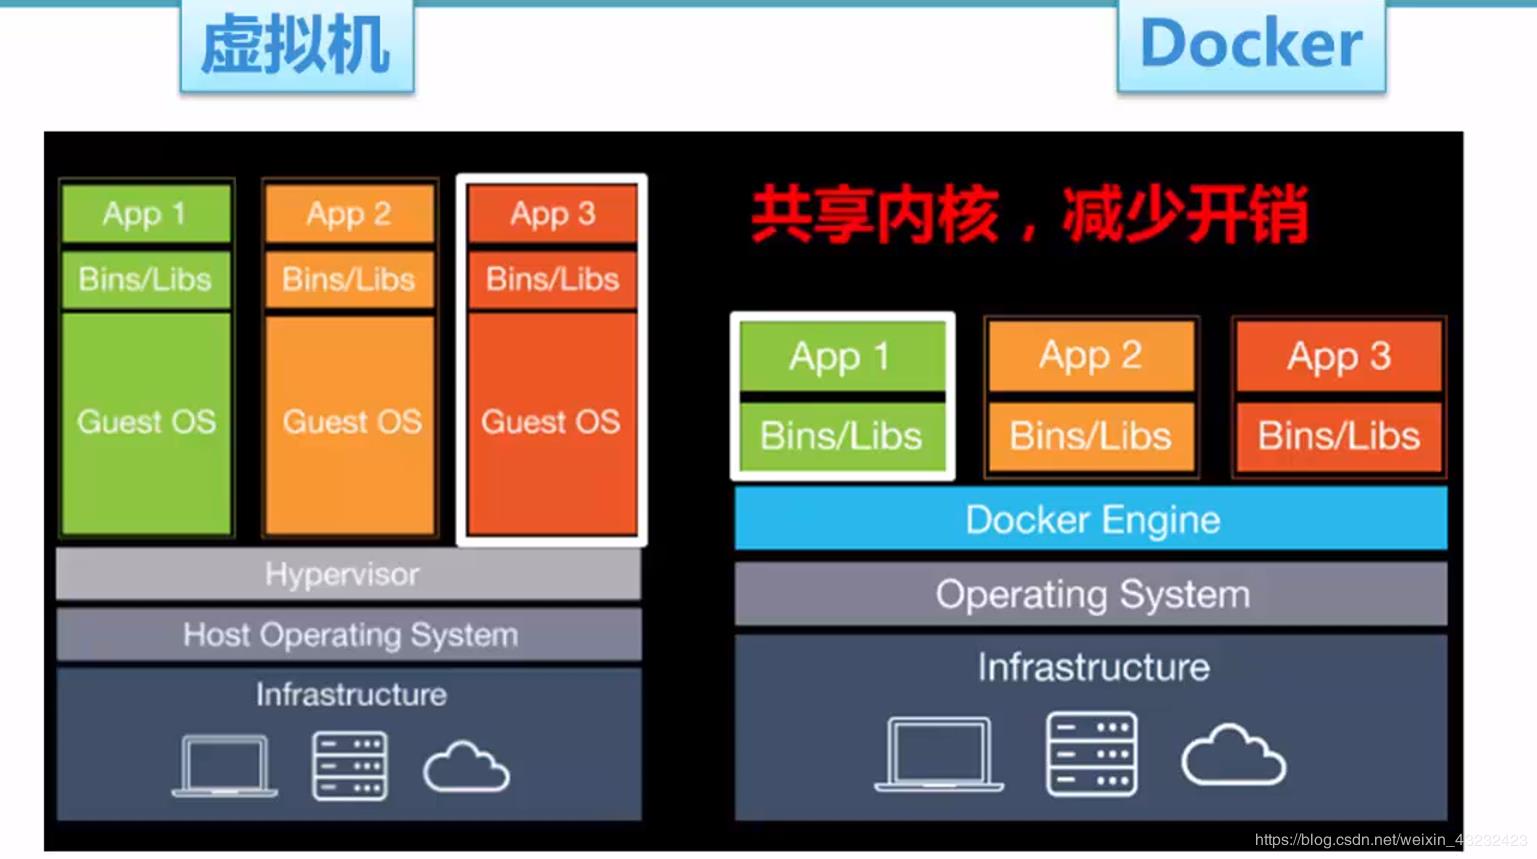 虚拟机
Docker
App 1
App 2
App 3
Bins/Libs
Bins/Libs
Bins/Libs
Guest OS
Guest OS
Guest OS
Hypervisor
Host Operating System
Infrastructure
共享内核，减少开销
App 1
App 2
App 3
Bins/Libs
Bins/Libs
Bins/Libs
Docker Engine
Operating System
Infrastructure
https://blog.csdn.net/weixin_43232423